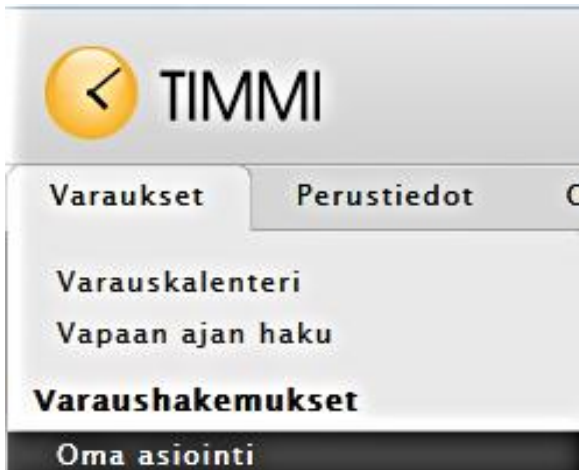 TIMMI
Varaukset Perustiedot
Varauskalenteri
Vapaan ajan haku
Varaushakemukset
Oma asiointi